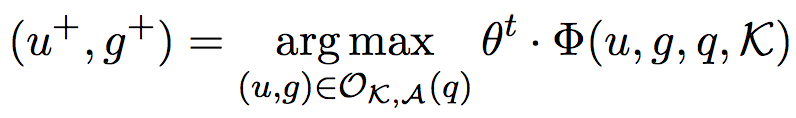 (u⁺, g⁺) = arg max θᵗ · Φ(u, g, q, 𝒦)
(u,g)∈𝒪_{𝒦,𝒜}(q)